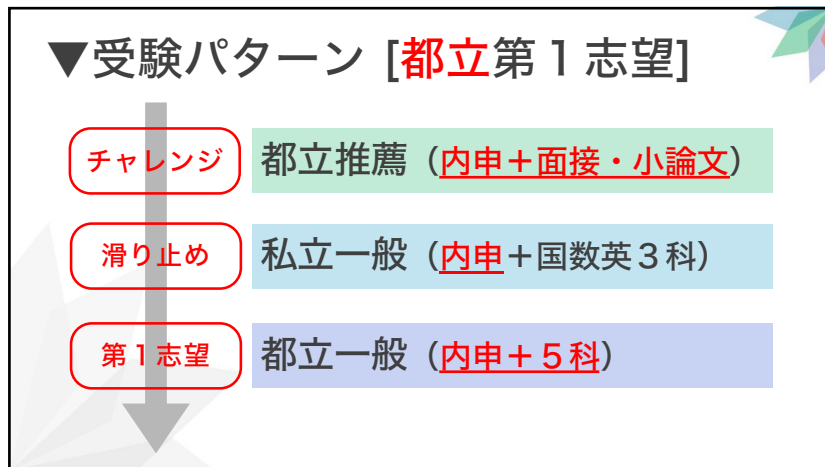 ▼受験パターン [都立第１志望]
チャレンジ 都立推薦（内申＋面接・小論文）
滑り止め 私立一般（内申＋国数英３科）
第１志望 都立一般（内申＋５科）